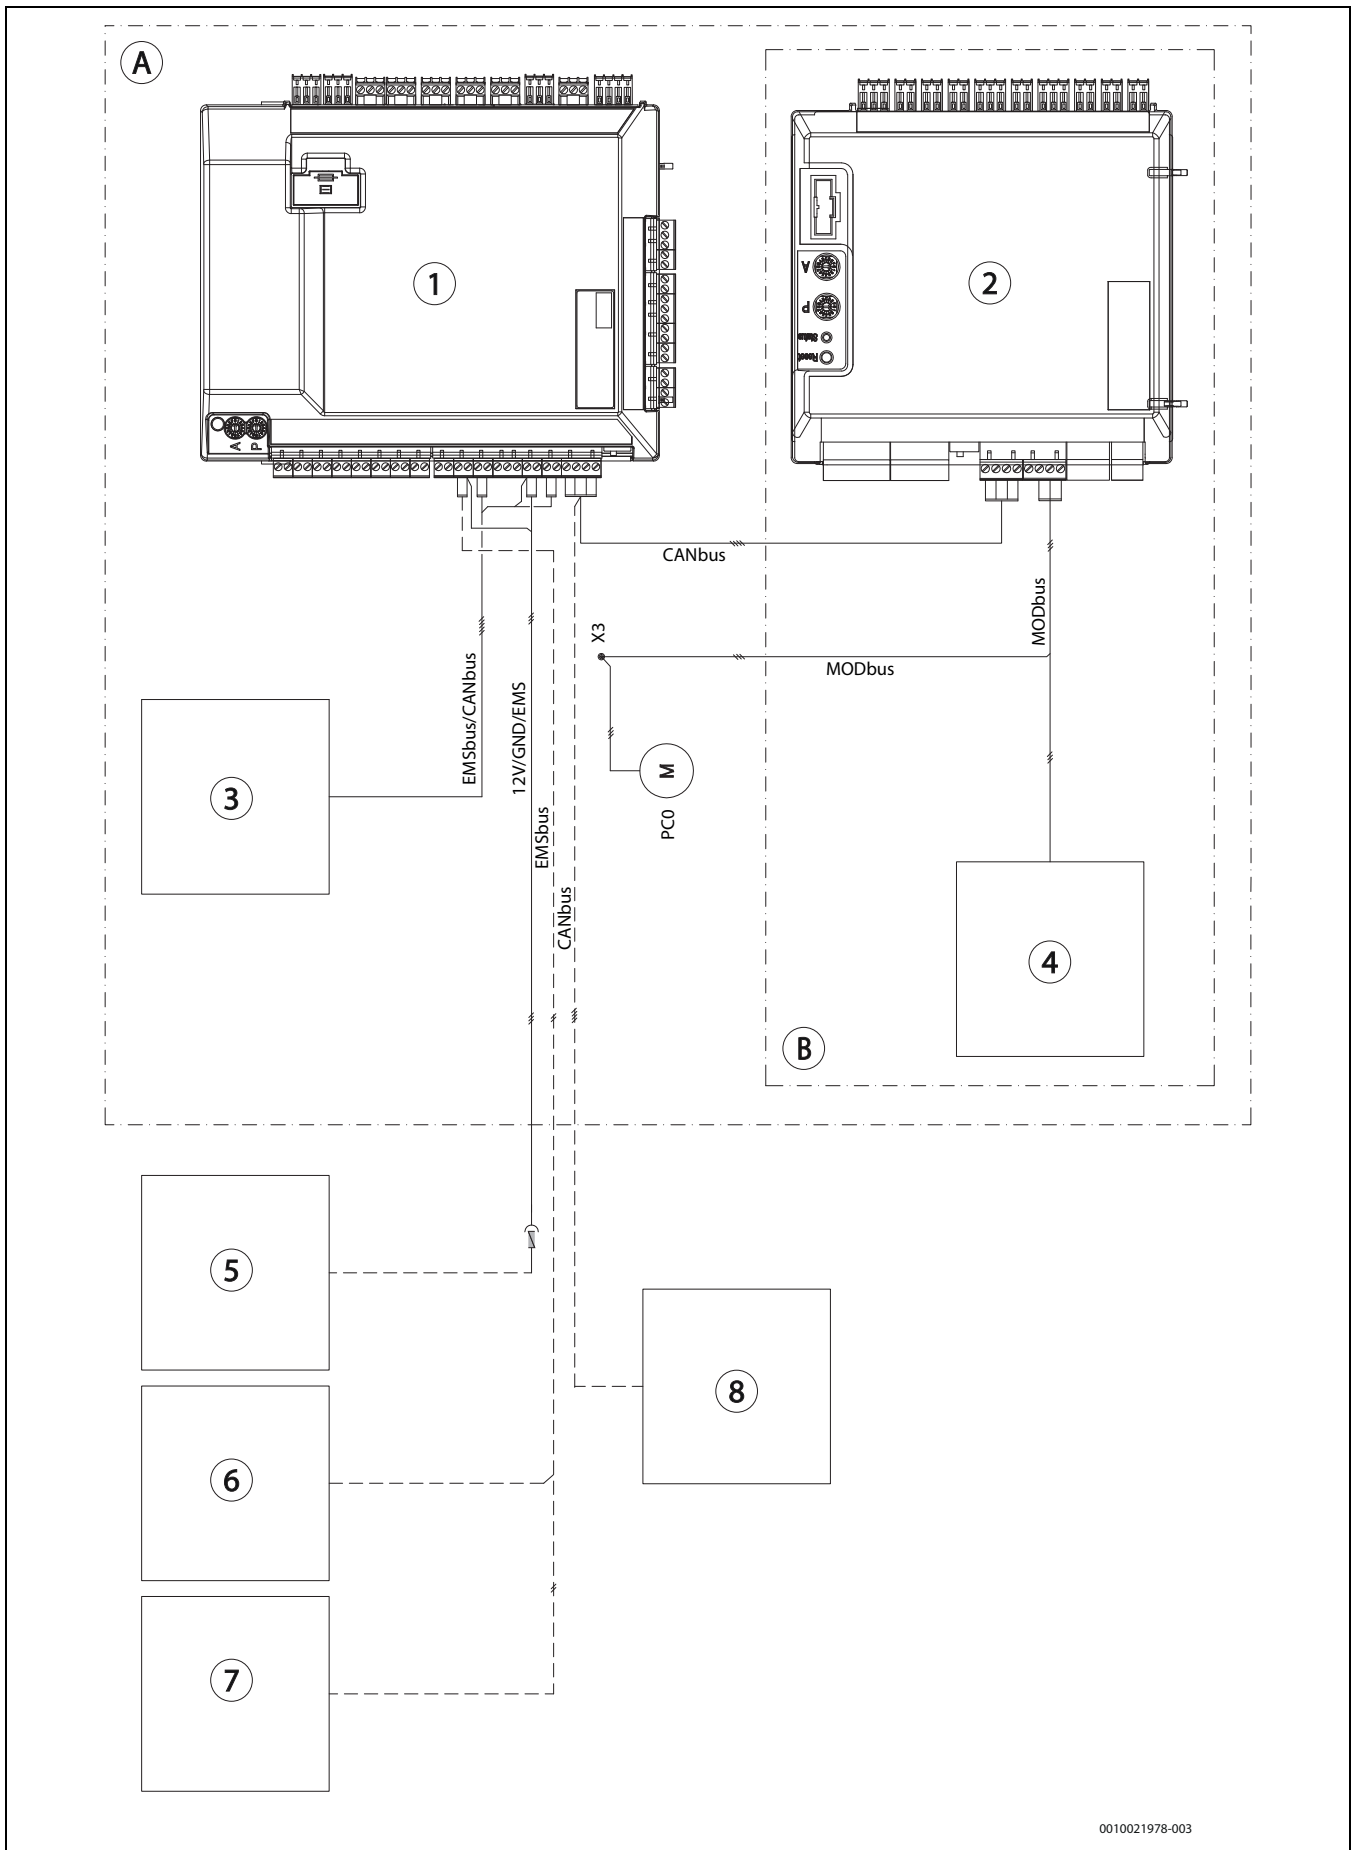 A
1
2
A
P
Status
Reset
A
P
CANbus
MODbus
X3
MODbus
EMSbus/CANbus
12V/GND/EMS
3
M
PC0
EMSbus
CANbus
4
B
5
8
6
7
0010021978-003